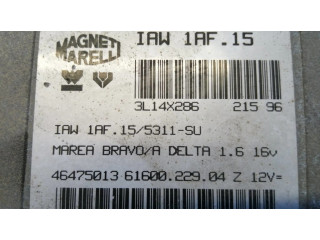 MAGNETI
MARELLI
IAW 1AF.15
3L14X286 215 96
IAW 1AF.15/5311-SU
MAREA BRAVO/A DELTA 1.6 16v
46475013 61600.229.04 Z 12V=